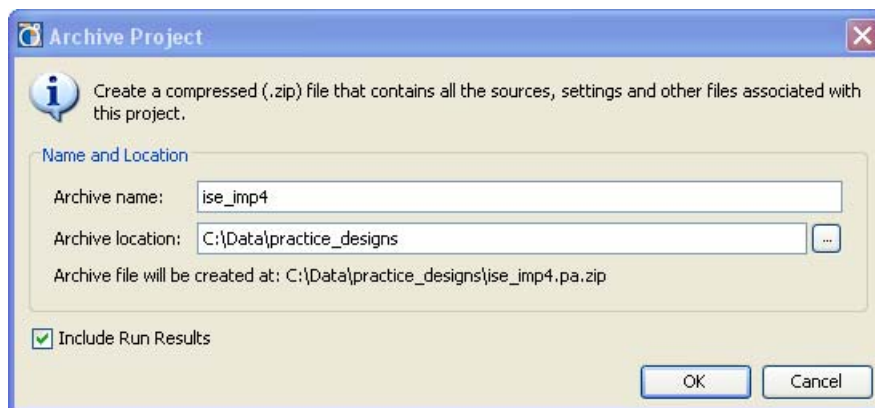 Archive Project
Create a compressed (.zip) file that contains all the sources, settings and other files associated with
this project.
Name and Location
Archive name: ise_imp4
Archive location: C:\Data\practice_designs ...
Archive file will be created at: C:\Data\practice_designs\ise_imp4.pa.zip
Include Run Results
OK Cancel